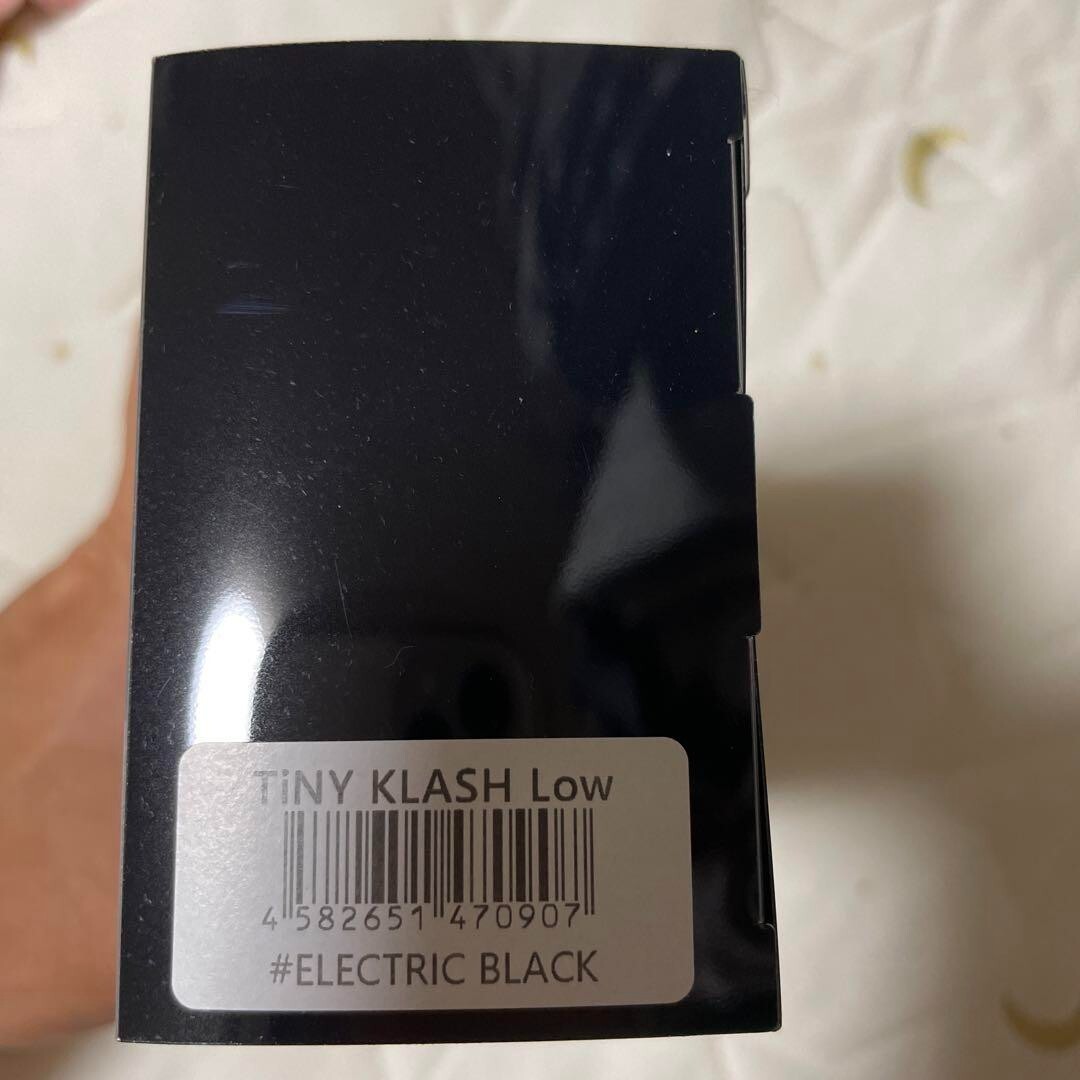 TiNY KLASH Low
4 582651 470907
#ELECTRIC BLACK